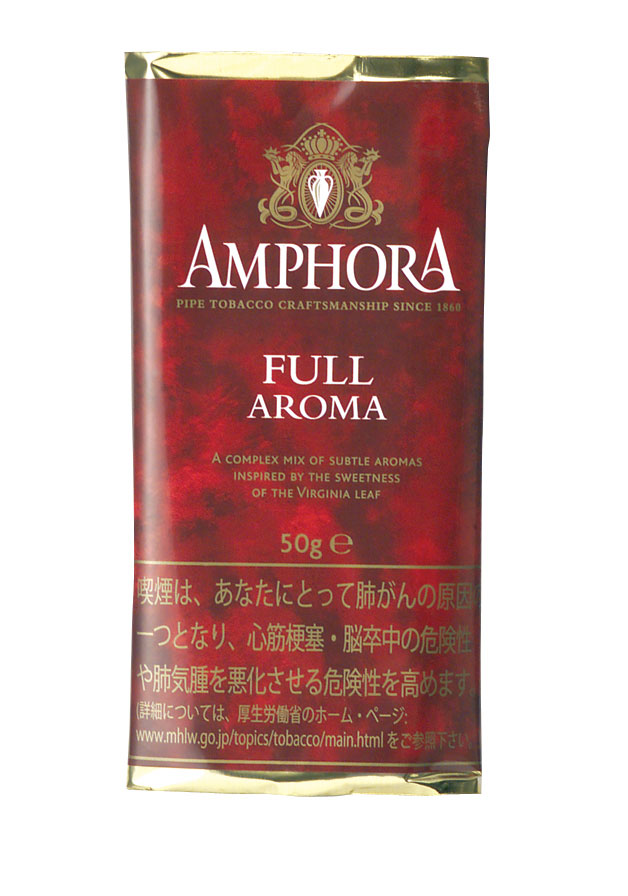 AMPHORA
PIPE TOBACCO CRAFTSMANSHIP SINCE 1860
FULL
AROMA
A COMPLEX MIX OF SUBTLE AROMAS
INSPIRED BY THE SWEETNESS
OF THE VIRGINIA LEAF
50g ℮
喫煙は、あなたにとって肺がんの原因の
一つとなり、心筋梗塞・脳卒中の危険性
や肺気腫を悪化させる危険性を高めます。
(詳細については、厚生労働省のホーム・ページ:
www.mhlw.go.jp/topics/tobacco/main.html をご参照下さい。